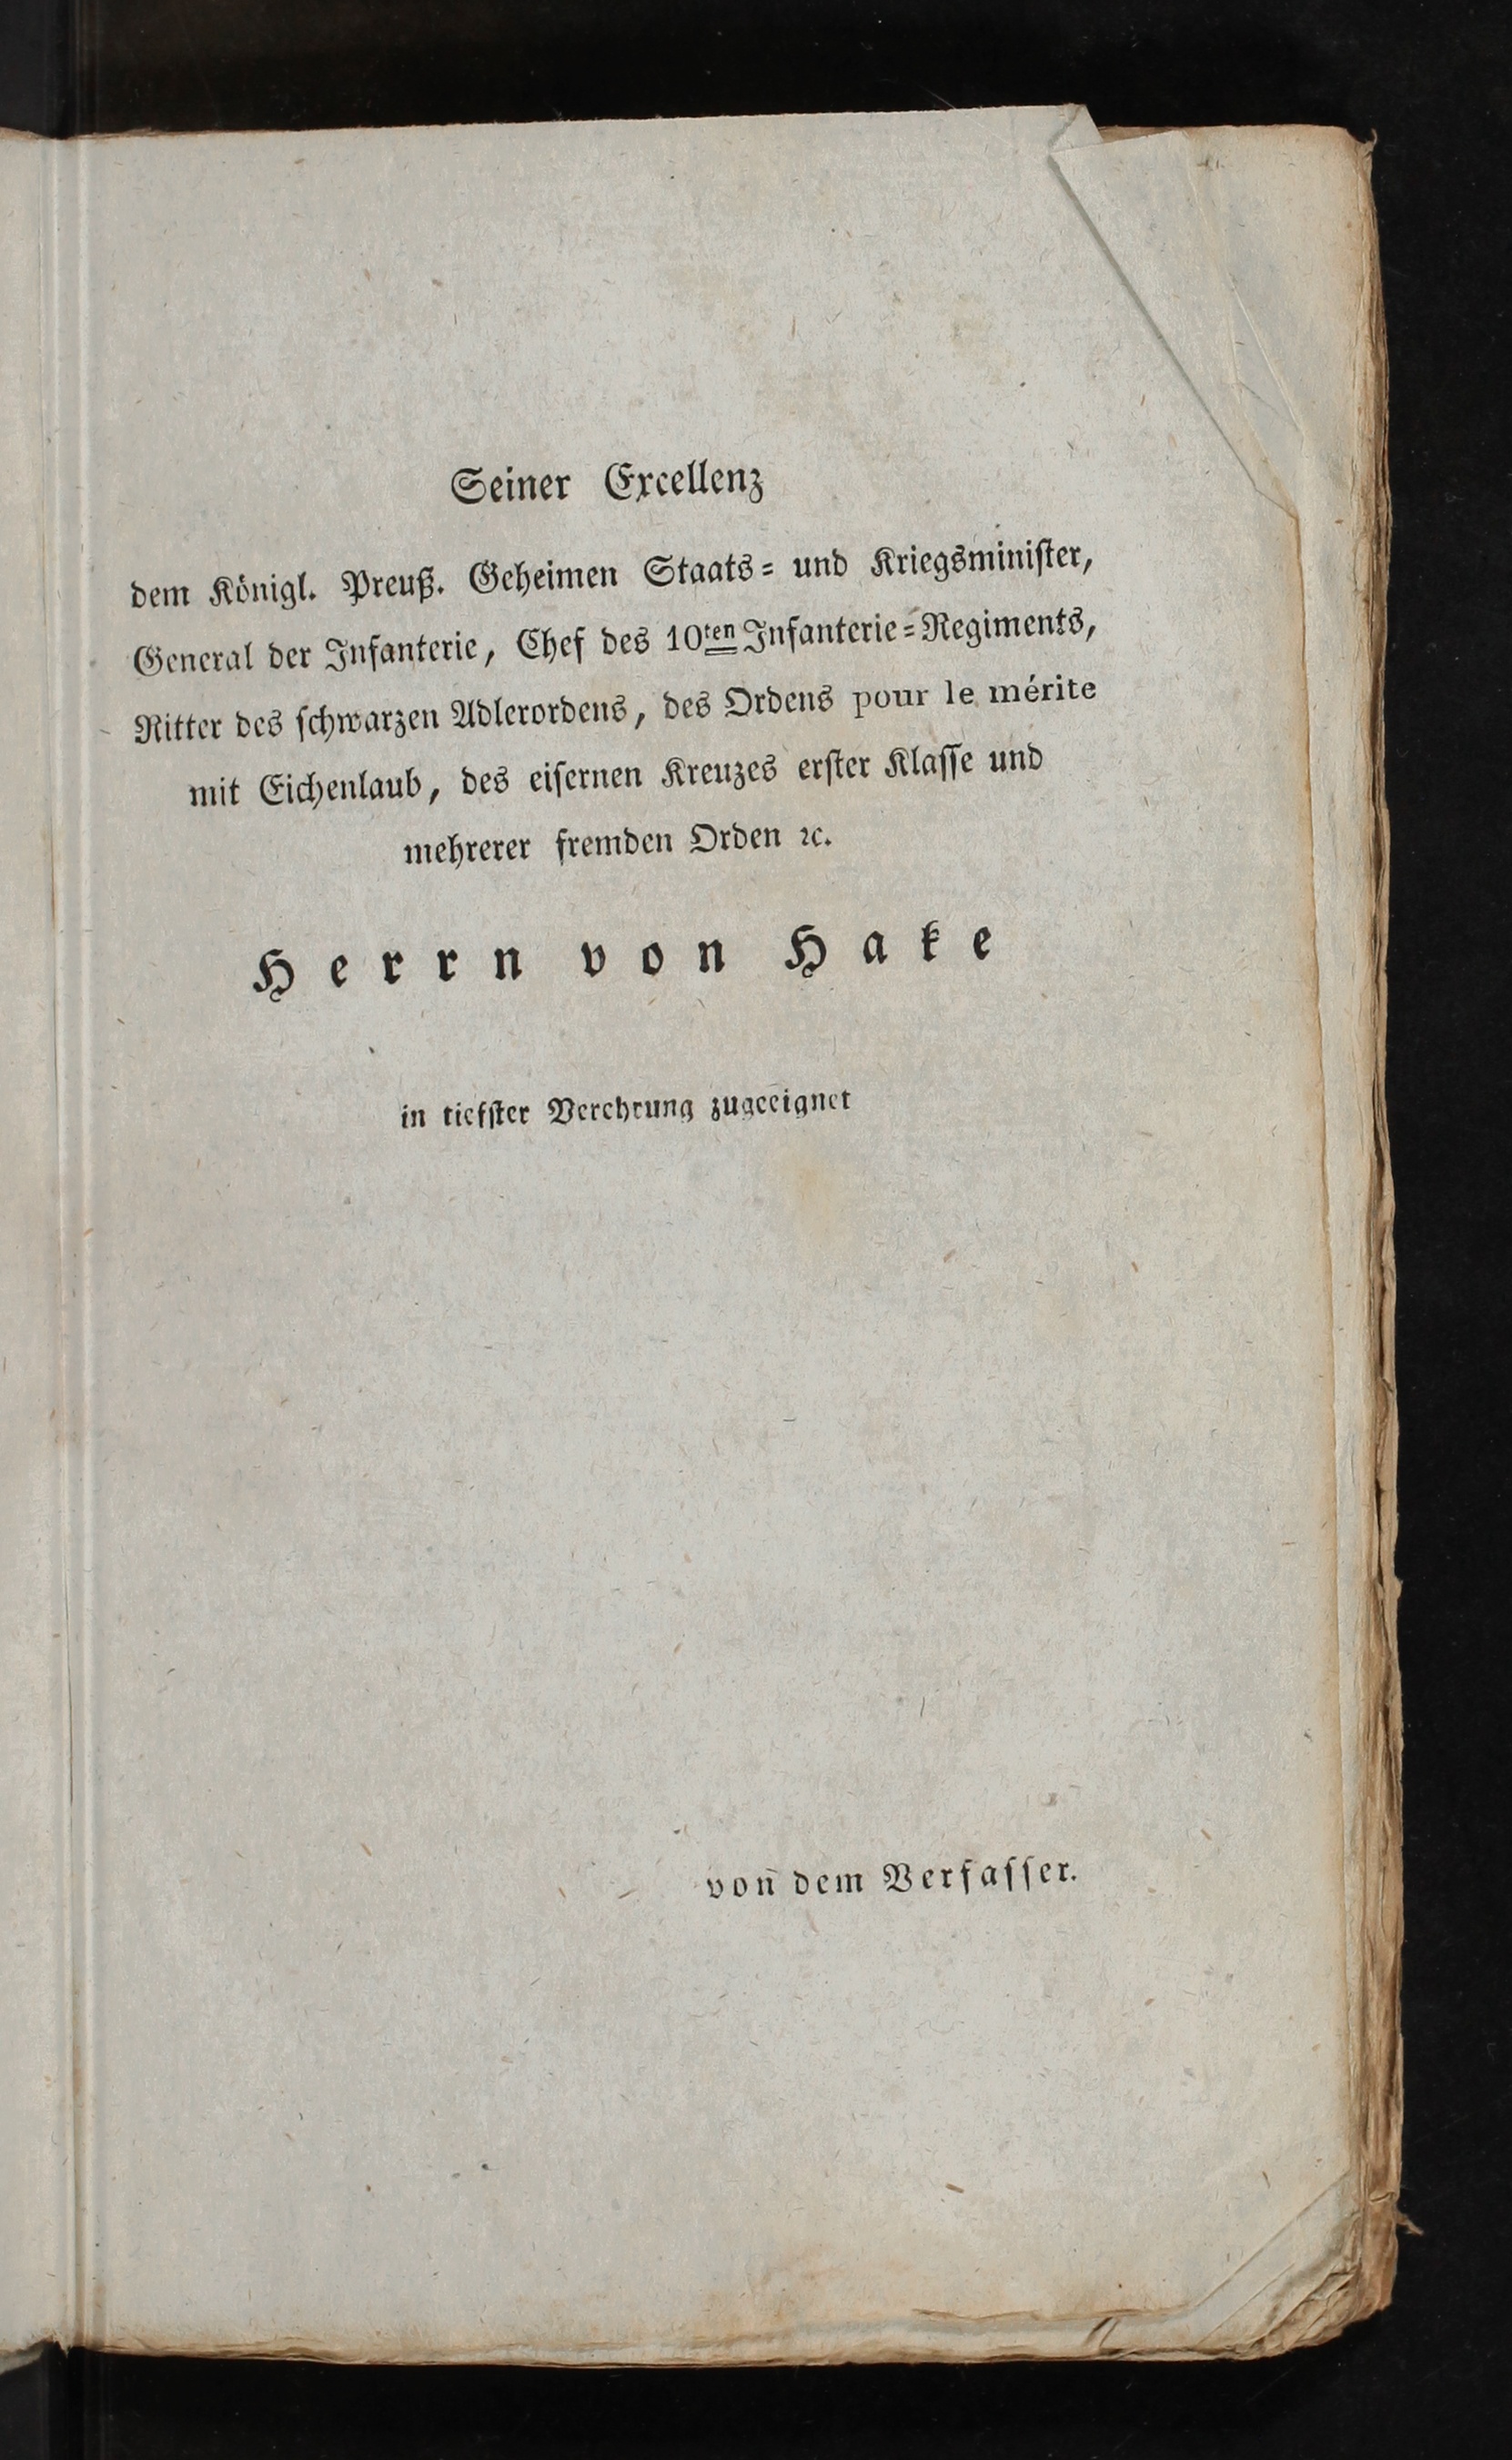 Seiner Excellenz
dem Königl. Preuß. Geheimen Staats- und Kriegsminiſter,
General der Infanterie, Chef des 10ten Infanterie-Regiments,
Ritter des ſchwarzen Adlerordens, des Ordens pour le mérite
mit Eichenlaub, des eiſernen Kreuzes erſter Klaſſe und
mehrerer fremden Orden ꝛc.
Herrn von Hake
in tiefſter Verehrung zugeeignet
von dem Verfaſſer.